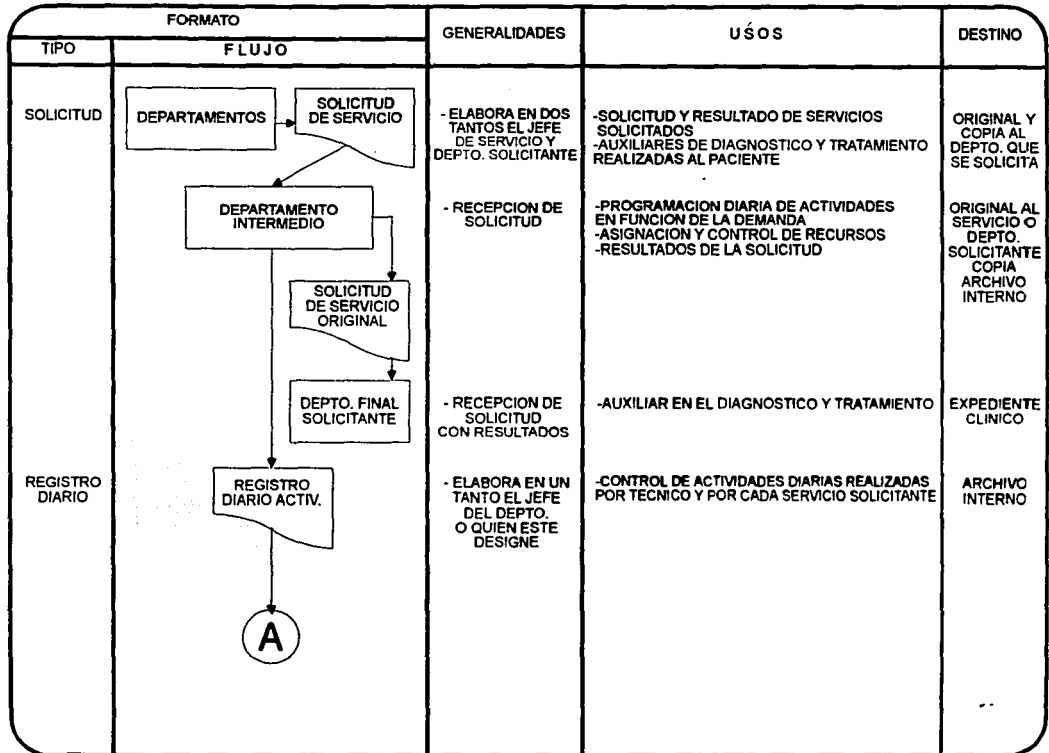 FORMATO
GENERALIDADES
UŚOS
DESTINO
TIPO
FLUJO
SOLICITUD
DEPARTAMENTOS
SOLICITUD
DE SERVICIO
- ELABORA EN DOS
TANTOS EL JEFE
DE SERVICIO Y
DEPTO. SOLICITANTE
-SOLICITUD Y RESULTADO DE SERVICIOS
SOLICITADOS
-AUXILIARES DE DIAGNOSTICO Y TRATAMIENTO
REALIZADAS AL PACIENTE
ORIGINAL Y
COPIA AL
DEPTO. QUE
SE SOLICITA
DEPARTAMENTO
INTERMEDIO
- RECEPCION DE
SOLICITUD
-PROGRAMACION DIARIA DE ACTIVIDADES
EN FUNCION DE LA DEMANDA
-ASIGNACION Y CONTROL DE RECURSOS
-RESULTADOS DE LA SOLICITUD
ORIGINAL AL
SERVICIO O
DEPTO.
SOLICITANTE
COPIA
ARCHIVO
INTERNO
SOLICITUD
DE SERVICIO
ORIGINAL
DEPTO. FINAL
SOLICITANTE
- RECEPCION DE
SOLICITUD
CON RESULTADOS
-AUXILIAR EN EL DIAGNOSTICO Y TRATAMIENTO
EXPEDIENTE
CLINICO
REGISTRO
DIARIO
REGISTRO
DIARIO ACTIV.
- ELABORA EN UN
TANTO EL JEFE
DEL DEPTO.
O QUIEN ESTE
DESIGNE
-CONTROL DE ACTIVIDADES DIARIAS REALIZADAS
POR TECNICO Y POR CADA SERVICIO SOLICITANTE
ARCHIVO
INTERNO
A